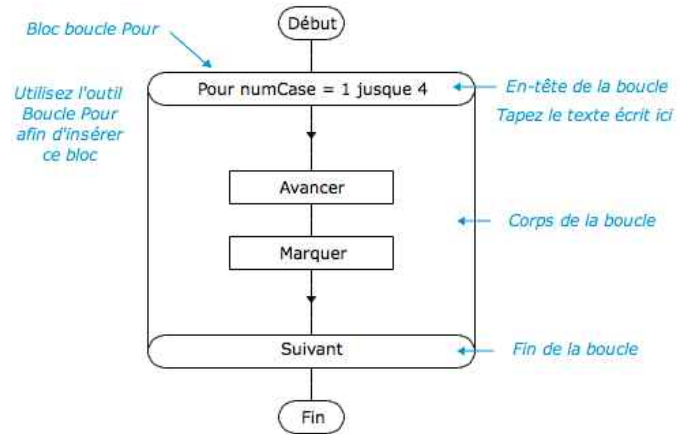 Début
Bloc boucle Pour
Pour numCase = 1 jusque 4
En-tête de la boucle
Tapez le texte écrit ici
Utilisez l'outil
Boucle Pour
afin d'insérer
ce bloc
Avancer
Corps de la boucle
Marquer
Suivant
Fin de la boucle
Fin